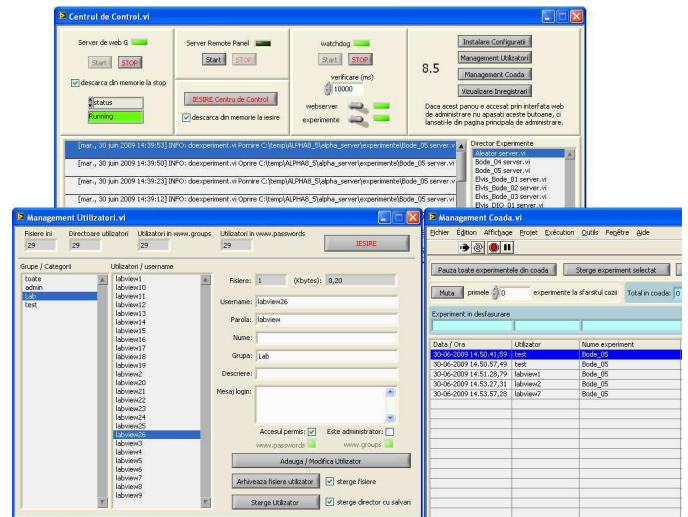 Centrul de Control.vi
Server de web G
Start STOP
descarca din memorie la stop
status
Running
Server Remote Panel
Start STOP
IESIRE Centru de Control
descarca din memorie la iesire
watchdog
Start STOP
verificare (ms)
10000
webserver
experimente
8.5
Instalare Configuratii
Management Utilizatori
Management Coada
Vizualizare Inregistrari
Daca acest panou e accesat prin interfata web
de administrare nu apasati aceste butoane, ci
lansati-le din pagina principala de administrare.
[mar., 30 juin 2009 14:39:53] INFO: doexperiment.vi Pornire C:\temp\ALPHA8_5\alpha_server\experimente\Bode_05 server.v
[mar., 30 juin 2009 14:39:50] INFO: doexperiment.vi Oprire C:\temp\ALPHA8_5\alpha_server\experimente\Bode_05 server.vi
[mar., 30 juin 2009 14:39:23] INFO: doexperiment.vi Pornire C:\temp\ALPHA8_5\alpha_server\experimente\Bode_05 server.v
[mar., 30 juin 2009 14:39:12] INFO: doexperiment.vi Oprire C:\temp\ALPHA8_5\alpha_server\experimente\Bode_04 server.vi
Director Experimente
Aleator server.vi
Bode_04 server.vi
Bode_05 server.vi
Elvis_Bode_01 server.vi
Elvis_Bode_02 server.vi
Elvis_Bode_03 server.vi
Elvis_DIO_01 server.vi
Management Utilizatori.vi
Fisiere ini
29
Directoare utilizatori
29
Utilizatori in www.groups
29
Utilizatori in www.passwords
29
IESIRE
Grupe / Categorii
toate
admin
Lab
test
Utilizatori / username
labview1
labview10
labview11
labview12
labview13
labview14
labview15
labview16
labview17
labview18
labview19
labview2
labview20
labview21
labview22
labview23
labview24
labview25
labview26
labview3
labview4
labview5
labview6
labview7
labview8
labview9
Fisiere: 1 (Kbytes): 0,20
Username: labview26
Parola: labview
Nume:
Grupa: Lab
Descriere:
Mesaj login:
Accesul permis: Este administrator:
www.passwords www.groups
Adauga / Modifica Utilizator
Arhiveaza fisiere utilizator sterge fisiere
Sterge Utilizator sterge director cu salvari
Management Coada.vi
Fichier Édition Affichage Projet Exécution Outils Fenêtre Aide
Pauza toate experimentele din coada Sterge experiment selectat
Muta primele 0 experimente la sfarsitul cozii Total in coada: 0
Experiment in desfasurare
Data / Ora Utilizator Nume experiment
30-06-2009 14.50.41,59 test Bode_05
30-06-2009 14.50.57,49 test Bode_05
30-06-2009 14.51.28,79 labview1 Bode_05
30-06-2009 14.53.27,31 labview2 Bode_05
30-06-2009 14.53.57,28 labview7 Bode_05